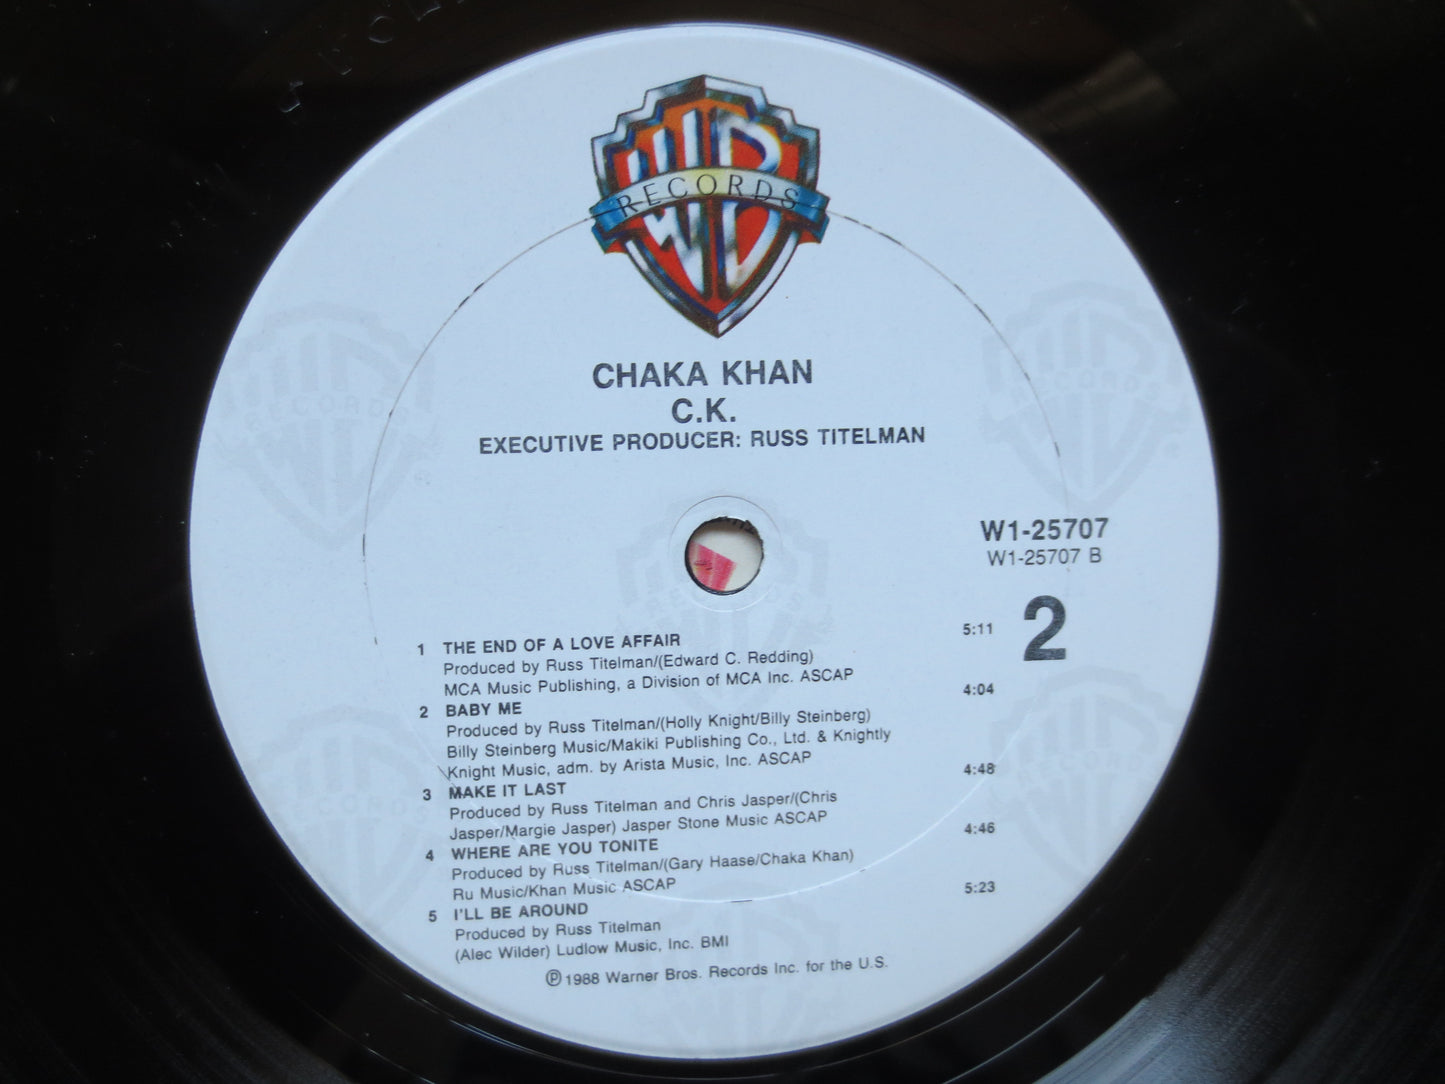 WB
RECORDS
CHAKA KHAN
C.K.
EXECUTIVE PRODUCER: RUSS TITELMAN
W1-25707
W1-25707 B
2
1 THE END OF A LOVE AFFAIR 5:11
Produced by Russ Titelman/(Edward C. Redding)
MCA Music Publishing, a Division of MCA Inc. ASCAP
2 BABY ME 4:04
Produced by Russ Titelman/(Holly Knight/Billy Steinberg)
Billy Steinberg Music/Makiki Publishing Co., Ltd. & Knightly
Knight Music, adm. by Arista Music, Inc. ASCAP
3 MAKE IT LAST 4:48
Produced by Russ Titelman and Chris Jasper/(Chris
Jasper/Margie Jasper) Jasper Stone Music ASCAP
4 WHERE ARE YOU TONITE 4:46
Produced by Russ Titelman/(Gary Haase/Chaka Khan)
Ru Music/Khan Music ASCAP
5 I'LL BE AROUND 5:23
Produced by Russ Titelman
(Alec Wilder) Ludlow Music, Inc. BMI
℗1988 Warner Bros. Records Inc. for the U.S.